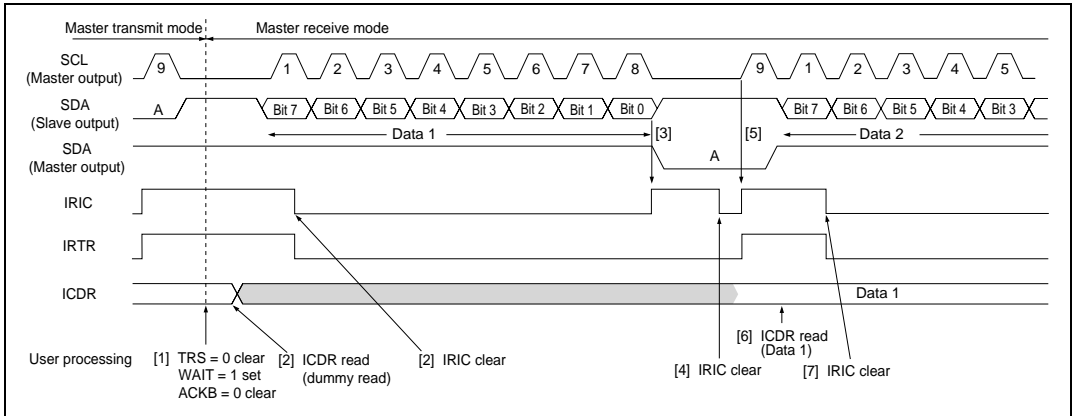 Master transmit mode Master receive mode
SCL
(Master output)
9 1 2 3 4 5 6 7 8 9 1 2 3 4 5
SDA
(Slave output)
A Bit 7 Bit 6 Bit 5 Bit 4 Bit 3 Bit 2 Bit 1 Bit 0 Bit 7 Bit 6 Bit 5 Bit 4 Bit 3
Data 1 [3] [5] Data 2
SDA
(Master output)
A
IRIC
IRTR
ICDR Data 1
User processing
[1] TRS = 0 clear
WAIT = 1 set
ACKB = 0 clear
[2] ICDR read
(dummy read)
[2] IRIC clear
[4] IRIC clear
[6] ICDR read
(Data 1)
[7] IRIC clear